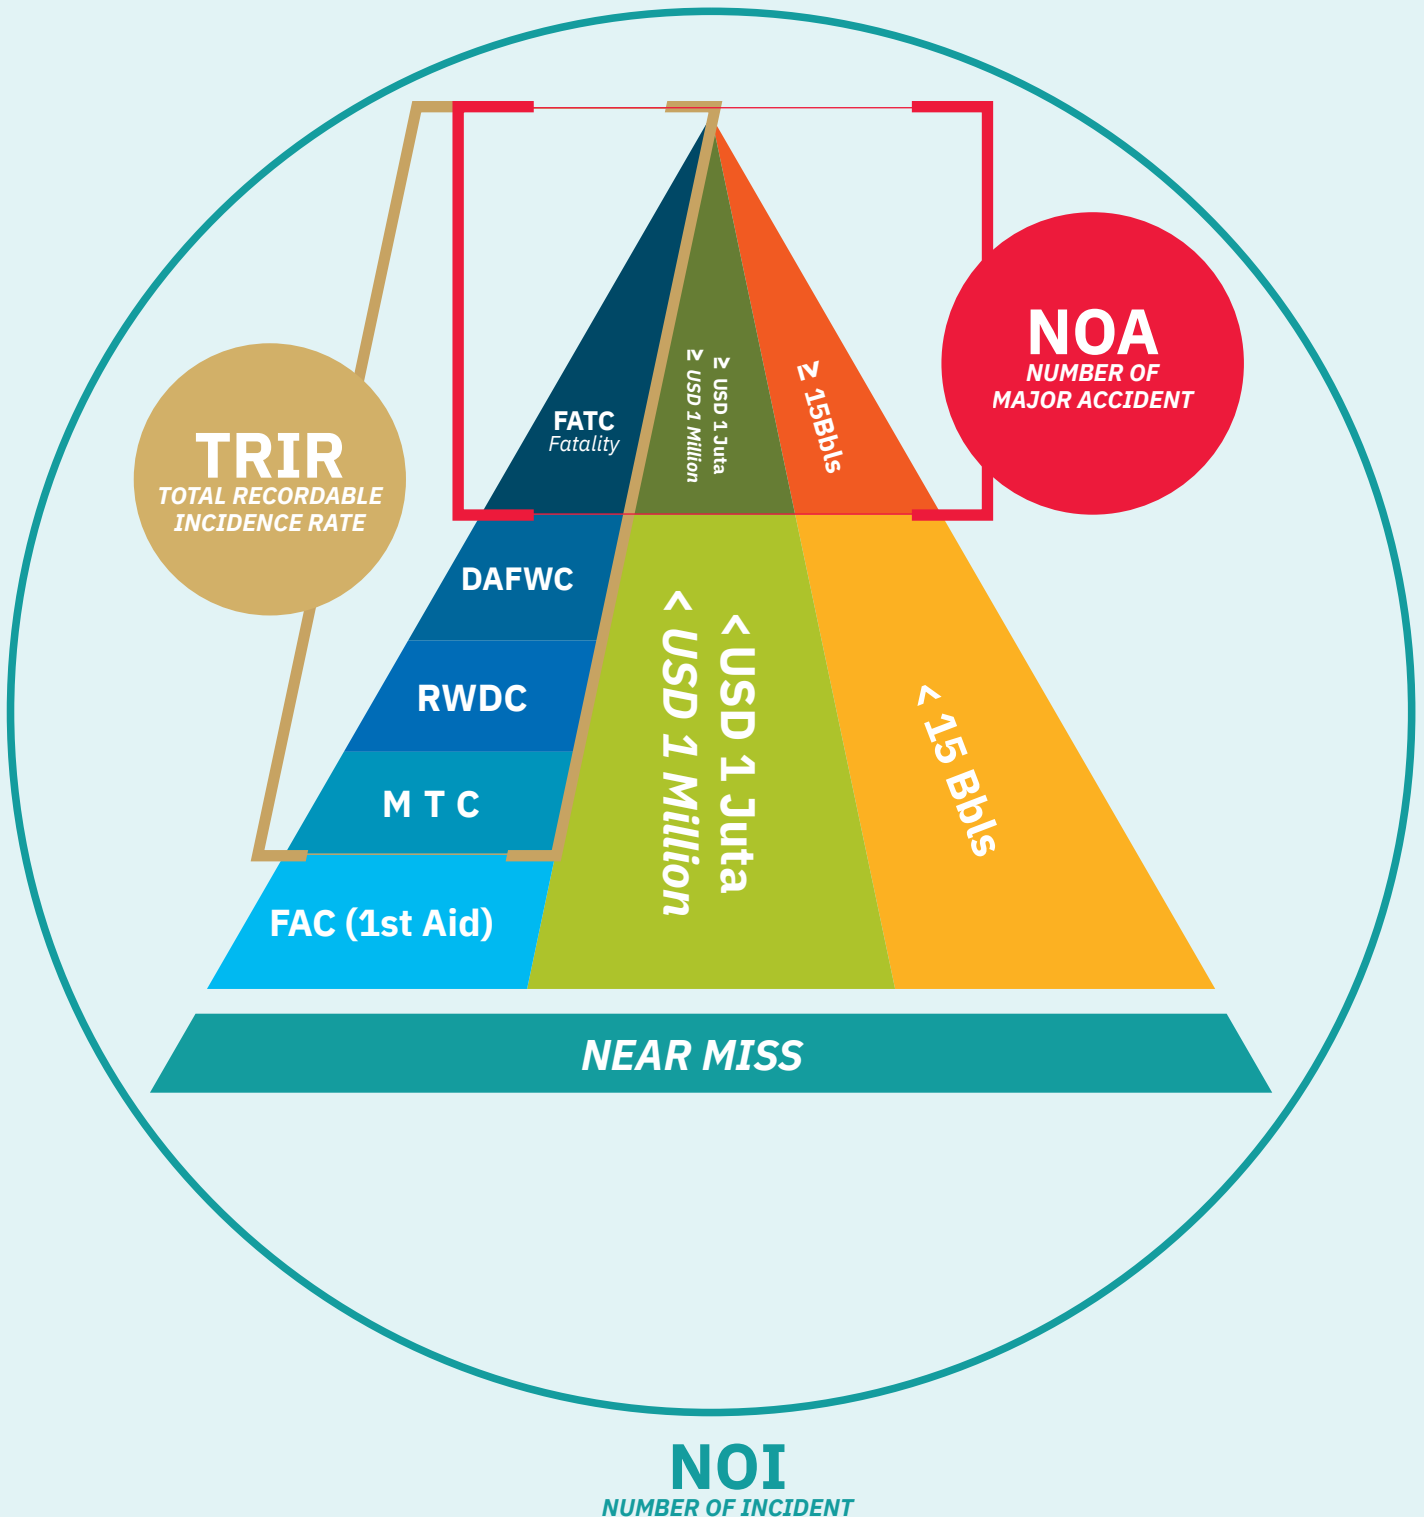 NOA
NUMBER OF
MAJOR ACCIDENT
TRIR
TOTAL RECORDABLE
INCIDENCE RATE
FATC
Fatality
≥ USD 1 Juta
≥ USD 1 Million
≥ 15Bbls
DAFWC
RWDC
M T C
FAC (1st Aid)
< USD 1 Juta
< USD 1 Million
< 15 Bbls
NEAR MISS
NOI
NUMBER OF INCIDENT